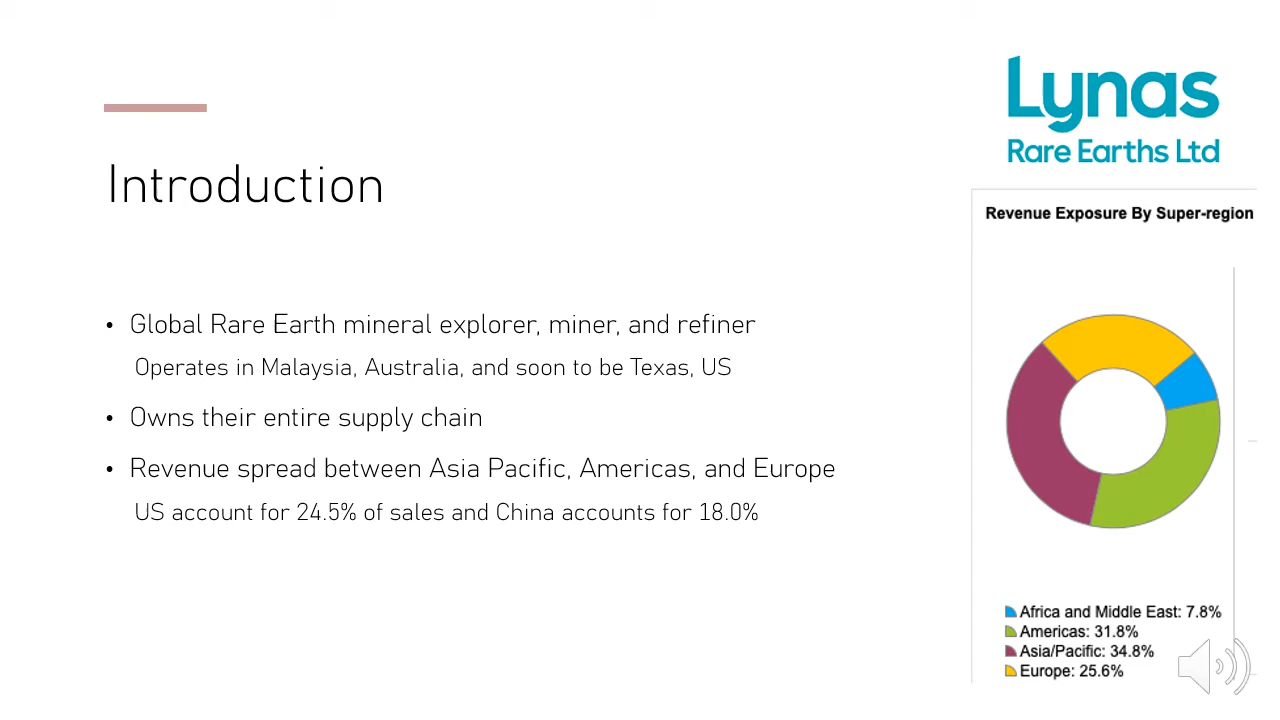 Lynas
Rare Earths Ltd
Introduction
Revenue Exposure By Super-region
• Global Rare Earth mineral explorer, miner, and refiner
Operates in Malaysia, Australia, and soon to be Texas, US
• Owns their entire supply chain
• Revenue spread between Asia Pacific, Americas, and Europe
US account for 24.5% of sales and China accounts for 18.0%
Africa and Middle East: 7.8%
Americas: 31.8%
Asia/Pacific: 34.8%
Europe: 25.6%